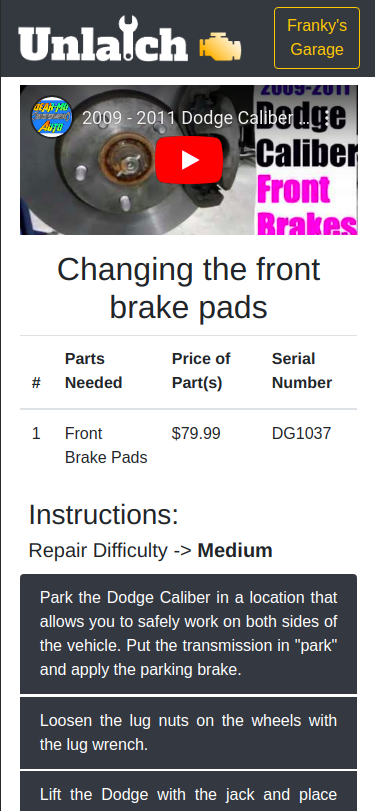 Unlatch
Franky's
Garage
GEAR-MO
AUTO
2009 - 2011 Dodge Caliber ...
2009-2011
Dodge
Caliber
Front
Brakes
Changing the front
brake pads
# Parts Needed Price of Part(s) Serial Number
1 Front Brake Pads $79.99 DG1037
Instructions:
Repair Difficulty -> Medium
Park the Dodge Caliber in a location that
allows you to safely work on both sides of
the vehicle. Put the transmission in "park"
and apply the parking brake.
Loosen the lug nuts on the wheels with
the lug wrench.
Lift the Dodge with the jack and place